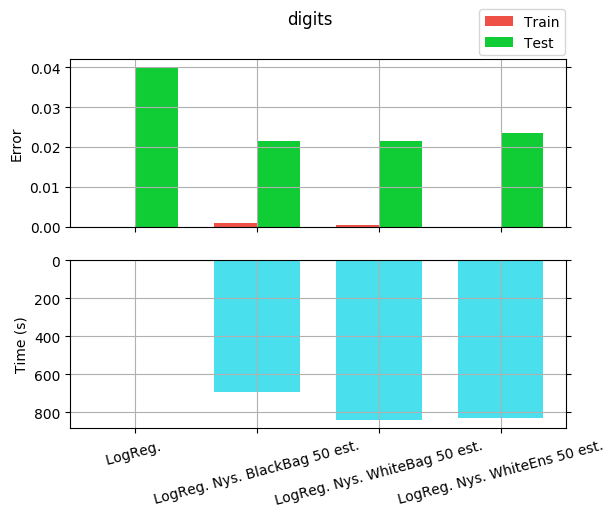 digits
Train
Test
0.04
0.03
0.02
0.01
0.00
Error
0
200
400
600
800
Time (s)
LogReg.
LogReg. Nys. BlackBag 50 est.
LogReg. Nys. WhiteBag 50 est.
LogReg. Nys. WhiteEns 50 est.